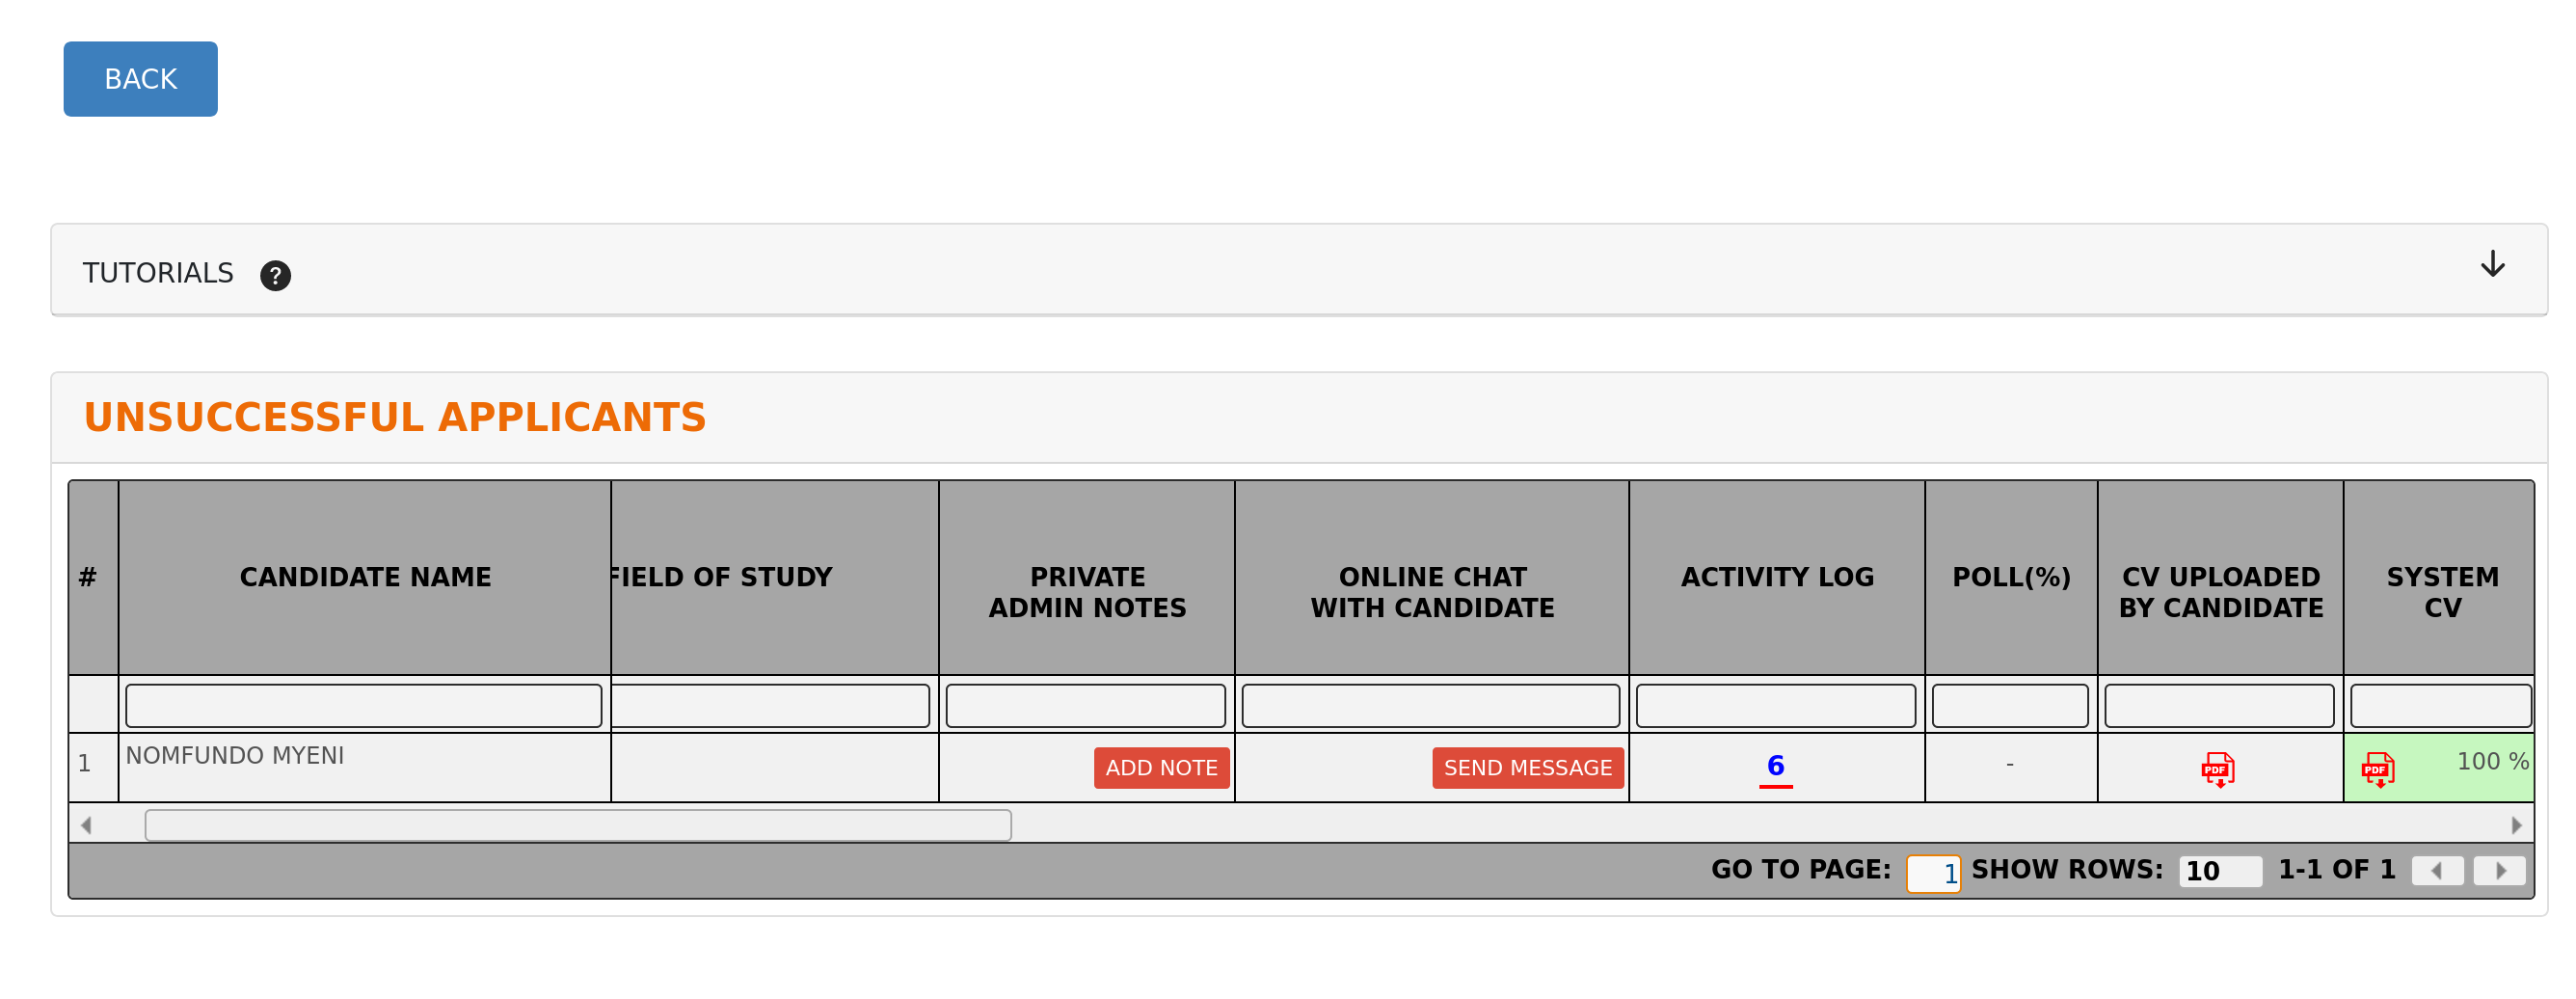 BACK
TUTORIALS ?
UNSUCCESSFUL APPLICANTS
# CANDIDATE NAME FIELD OF STUDY PRIVATE ADMIN NOTES ONLINE CHAT WITH CANDIDATE ACTIVITY LOG POLL(%) CV UPLOADED BY CANDIDATE SYSTEM CV
1 NOMFUNDO MYENI ADD NOTE SEND MESSAGE 6 - PDF PDF 100 %
GO TO PAGE: 1 SHOW ROWS: 10 1-1 OF 1